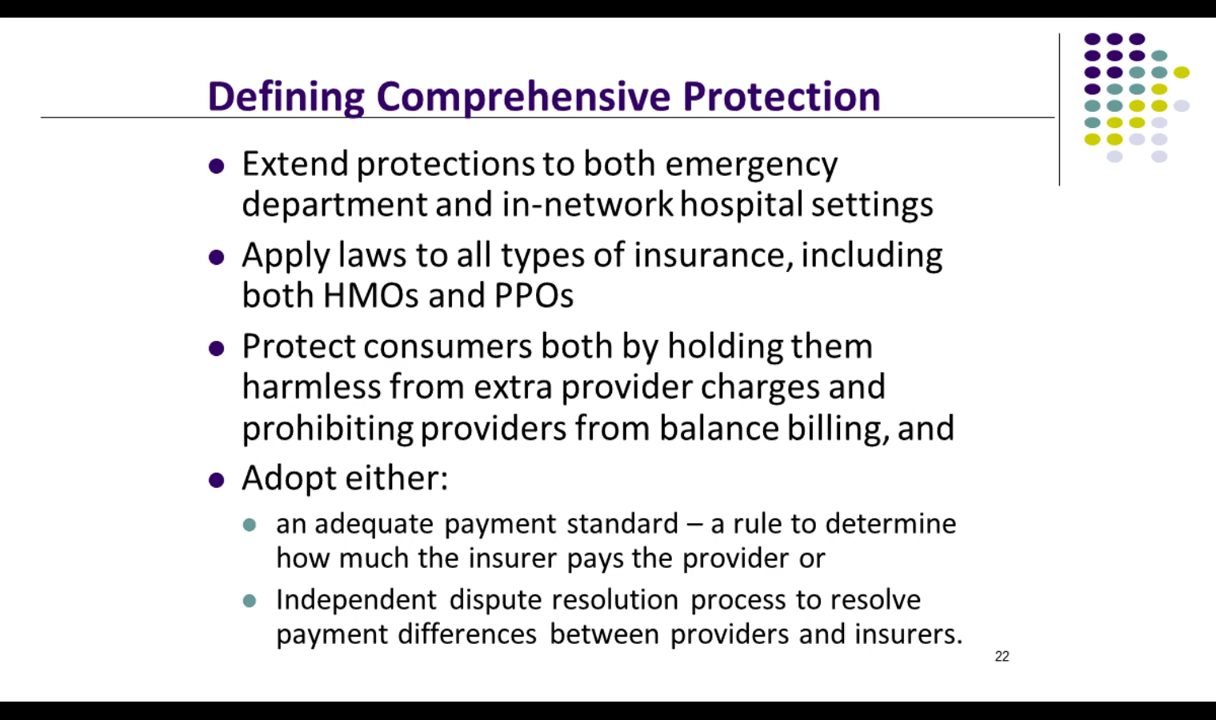 Defining Comprehensive Protection
Extend protections to both emergency
department and in-network hospital settings
Apply laws to all types of insurance, including
both HMOs and PPOs
Protect consumers both by holding them
harmless from extra provider charges and
prohibiting providers from balance billing, and
Adopt either:
an adequate payment standard – a rule to determine
how much the insurer pays the provider or
Independent dispute resolution process to resolve
payment differences between providers and insurers.
22